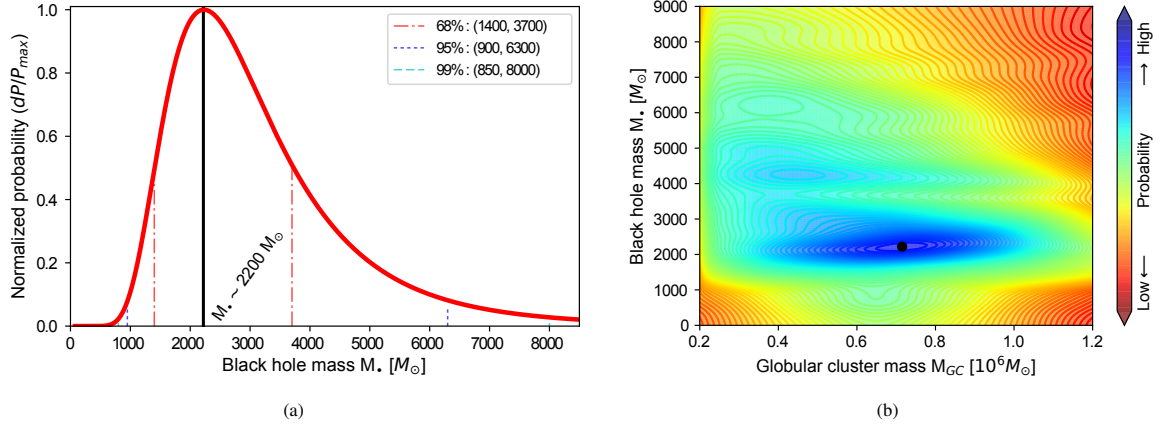 Normalized probability (dP/P_max)
1.0
0.8
0.6
0.4
0.2
0.0
68% : (1400, 3700)
95% : (900, 6300)
99% : (850, 8000)
M• ~ 2200 M⊙
0 1000 2000 3000 4000 5000 6000 7000 8000
Black hole mass M• [M⊙]
(a)
Black hole mass M• [M⊙]
9000
8000
7000
6000
5000
4000
3000
2000
1000
0
0.2 0.4 0.6 0.8 1.0 1.2
Globular cluster mass M_GC [10⁶M⊙]
Low ← Probability → High
(b)